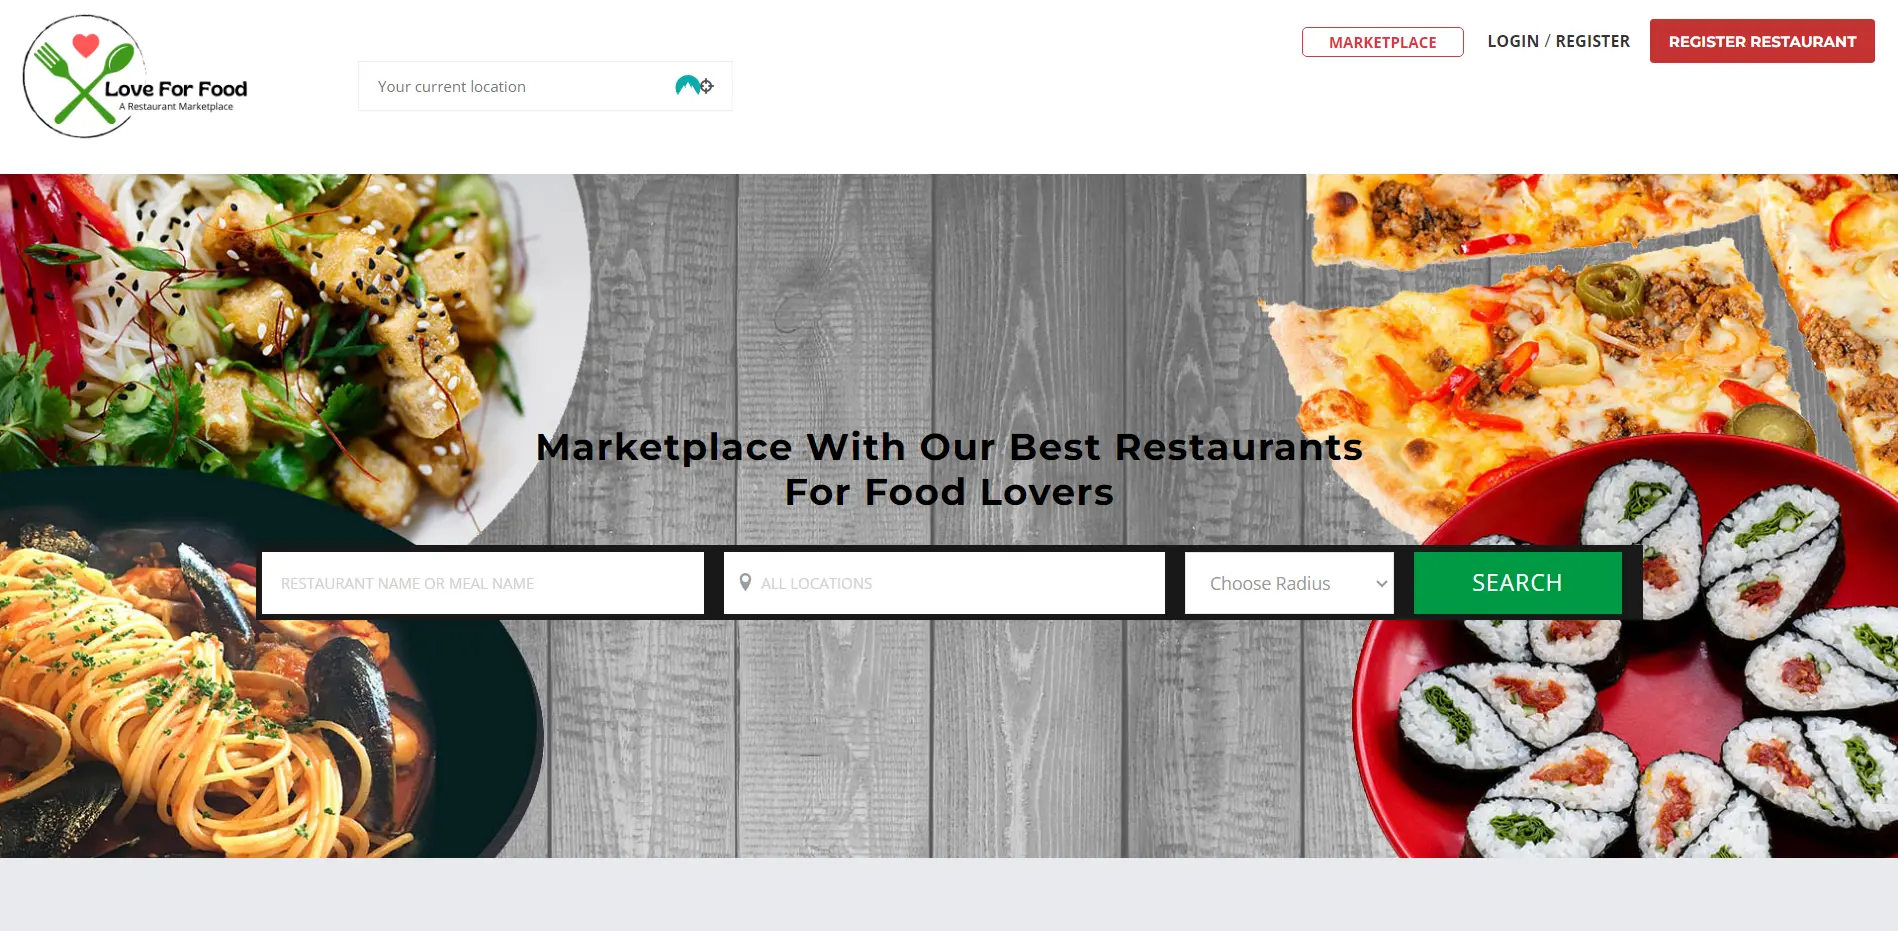 Love For Food
A Restaurant Marketplace
Your current location
MARKETPLACE
LOGIN / REGISTER
REGISTER RESTAURANT
Marketplace With Our Best Restaurants
For Food Lovers
RESTAURANT NAME OR MEAL NAME
ALL LOCATIONS
Choose Radius
SEARCH